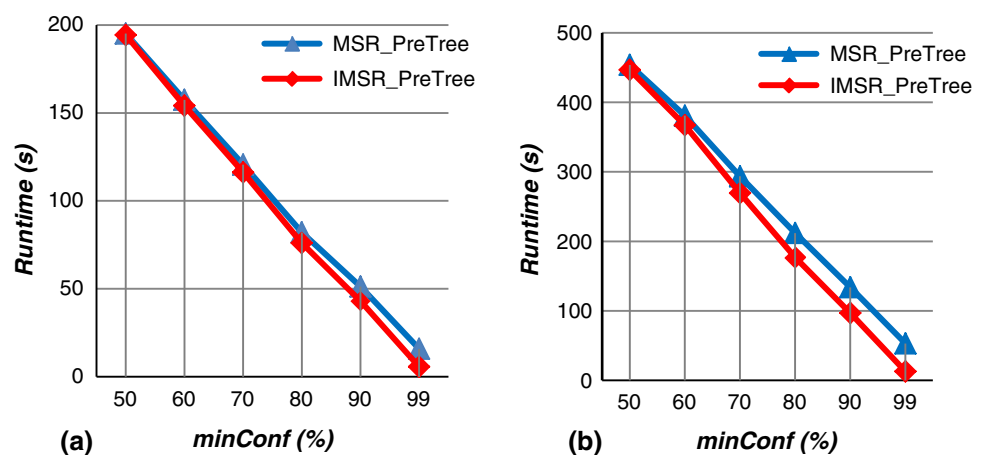 200
150
100
50
0
Runtime (s)
MSR_PreTree
IMSR_PreTree
50 60 70 80 90 99
(a) minConf (%)
500
400
300
200
100
0
Runtime (s)
MSR_PreTree
IMSR_PreTree
50 60 70 80 90 99
(b) minConf (%)